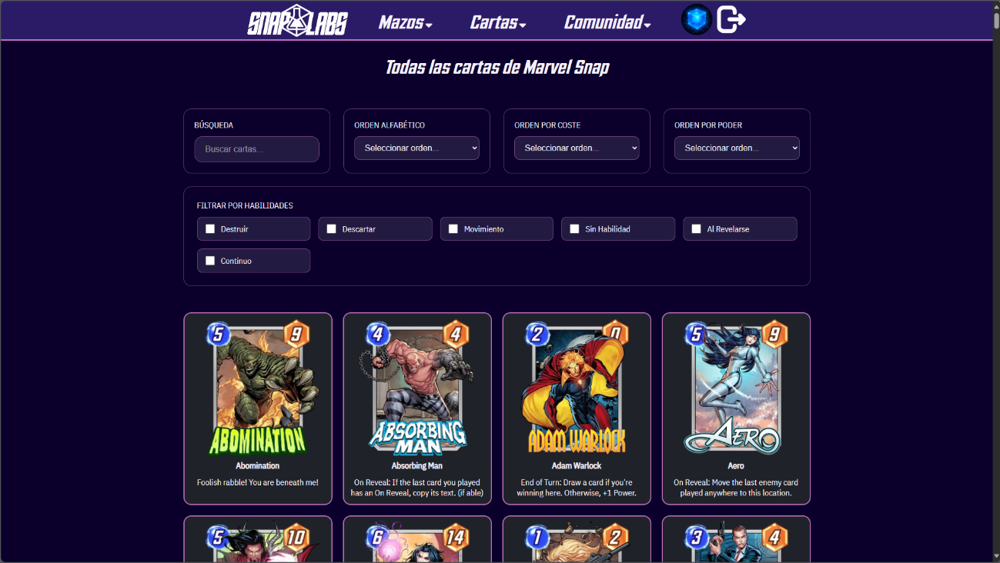 SNAP LABS
Mazos
Cartas
Comunidad
Todas las cartas de Marvel Snap
BÚSQUEDA
Buscar cartas...
ORDEN ALFABÉTICO
Seleccionar orden...
ORDEN POR COSTE
Seleccionar orden...
ORDEN POR PODER
Seleccionar orden...
FILTRAR POR HABILIDADES
Destruir
Descartar
Movimiento
Sin Habilidad
Al Revelarse
Continuo
5 9
ABOMINATION
Abomination
Foolish rabble! You are beneath me!
4 4
ABSORBING
MAN
Absorbing Man
On Reveal: If the last card you played
has an On Reveal, copy its text. (if able)
2 0
ADAM WARLOCK
Adam Warlock
End of Turn: Draw a card if you're
winning here. Otherwise, +1 Power.
5 9
AERO
Aero
On Reveal: Move the last enemy card
played anywhere to this location.
5 10
6 14
1 2
3 4